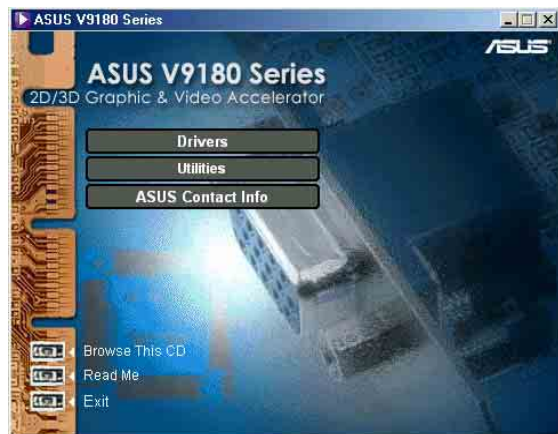 ASUS V9180 Series
ASUS
ASUS V9180 Series
2D/3D Graphic & Video Accelerator
Drivers
Utilities
ASUS Contact Info
Browse This CD
Read Me
Exit